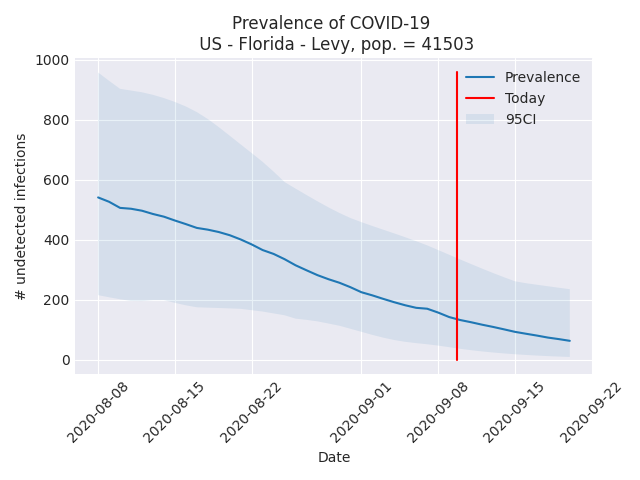 Prevalence of COVID-19
US - Florida - Levy, pop. = 41503
1000
800
600
400
200
0
# undetected infections
Prevalence
Today
95CI
2020-08-08
2020-08-15
2020-08-22
2020-09-01
2020-09-08
2020-09-15
2020-09-22
Date